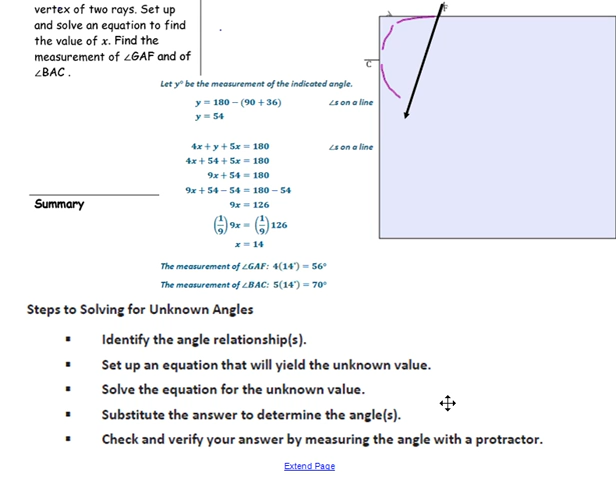 vertex of two rays. Set up
and solve an equation to find
the value of x. Find the
measurement of ∠GAF and of
∠BAC.
Let y° be the measurement of the indicated angle.
y = 180 − (90 + 36) ∠s on a line
y = 54
4x + y + 5x = 180 ∠s on a line
4x + 54 + 5x = 180
9x + 54 = 180
9x + 54 − 54 = 180 − 54
9x = 126
(1/9) 9x = (1/9) 126
x = 14
The measurement of ∠GAF: 4(14°) = 56°
The measurement of ∠BAC: 5(14°) = 70°
C
Summary
Steps to Solving for Unknown Angles
▪ Identify the angle relationship(s).
▪ Set up an equation that will yield the unknown value.
▪ Solve the equation for the unknown value.
▪ Substitute the answer to determine the angle(s).
▪ Check and verify your answer by measuring the angle with a protractor.
Extend Page